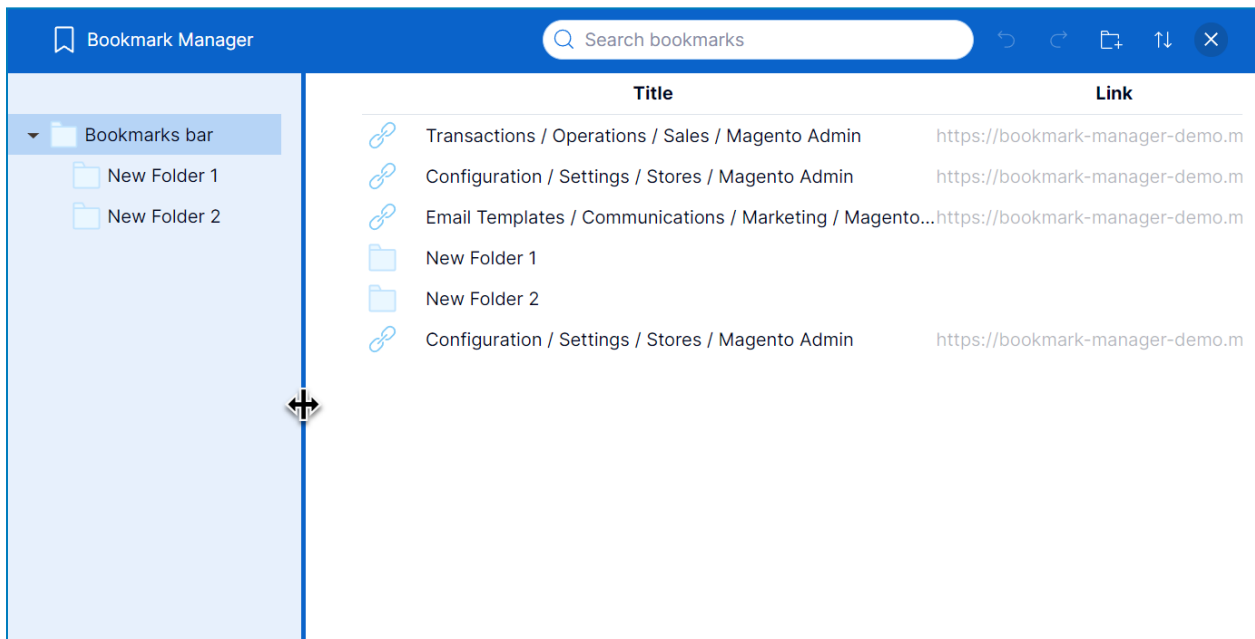 Bookmark Manager
Search bookmarks
Bookmarks bar
New Folder 1
New Folder 2
Title Link
Transactions / Operations / Sales / Magento Admin https://bookmark-manager-demo.m
Configuration / Settings / Stores / Magento Admin https://bookmark-manager-demo.m
Email Templates / Communications / Marketing / Magento... https://bookmark-manager-demo.m
New Folder 1
New Folder 2
Configuration / Settings / Stores / Magento Admin https://bookmark-manager-demo.m